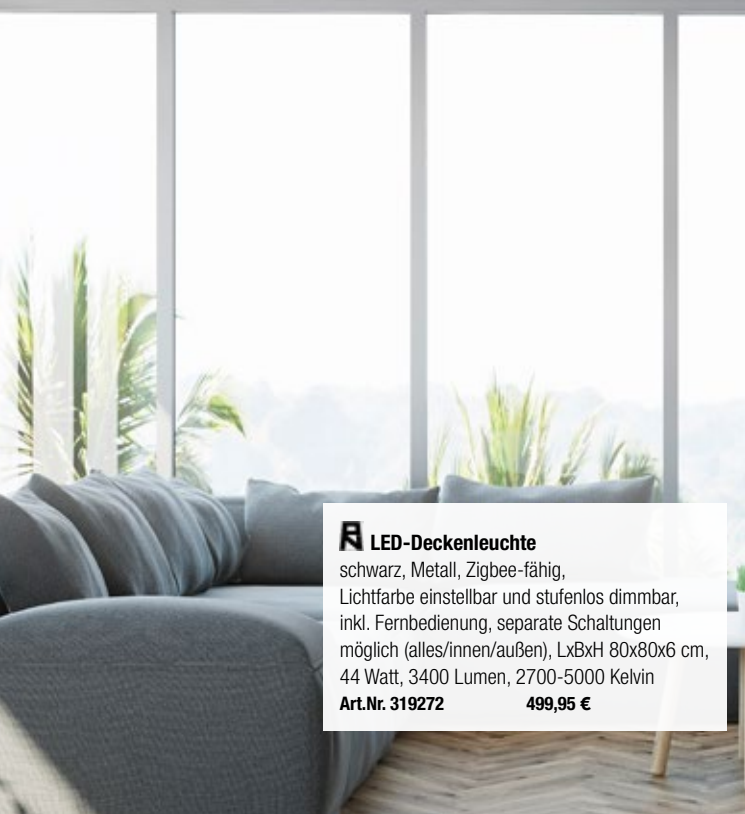 LED-Deckenleuchte
schwarz, Metall, Zigbee-fähig,
Lichtfarbe einstellbar und stufenlos dimmbar,
inkl. Fernbedienung, separate Schaltungen
möglich (alles/innen/außen), LxBxH 80x80x6 cm,
44 Watt, 3400 Lumen, 2700-5000 Kelvin
Art.Nr. 319272 499,95 €